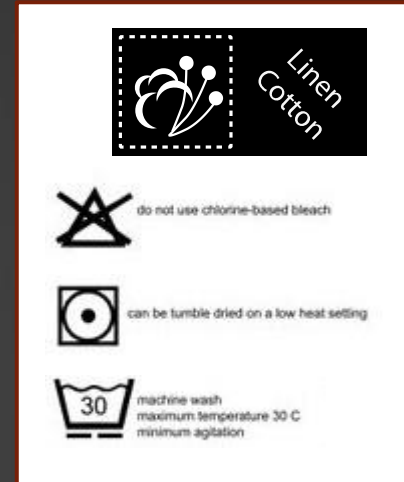 Linen
Cotton
do not use chlorine-based bleach
can be tumble dried on a low heat setting
30
machine wash
maximum temperature 30 C
minimum agitation